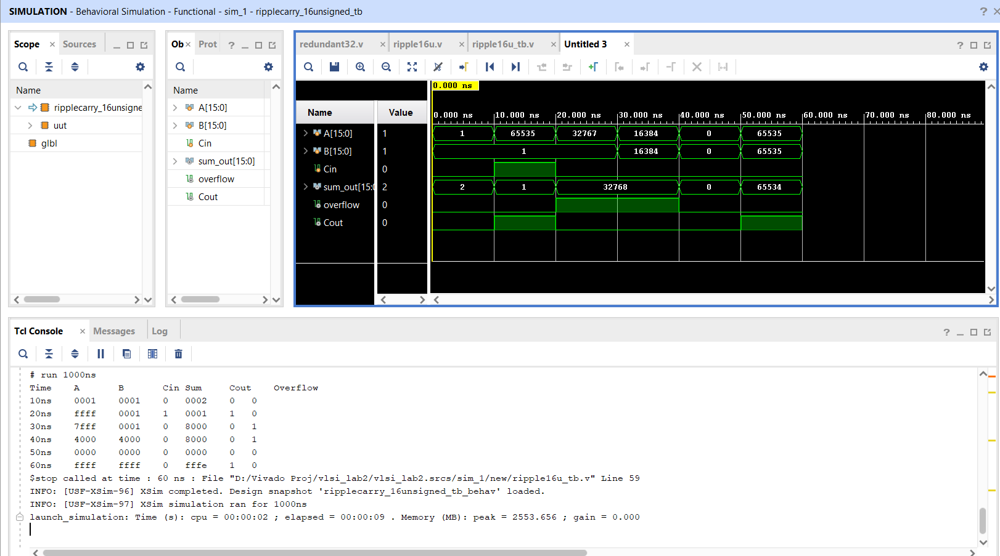 SIMULATION - Behavioral Simulation - Functional - sim_1 - ripplecarry_16unsigned_tb
Scope
Sources
Name
ripplecarry_16unsigne
uut
glbl
Ob
Prot
Name
A[15:0]
B[15:0]
Cin
sum_out[15:0]
overflow
Cout
redundant32.v
ripple16u.v
ripple16u_tb.v
Untitled 3
Name
Value
A[15:0] 1
B[15:0] 1
Cin 0
sum_out[15:0 2
overflow 0
Cout 0
0.000 ns
0.000 ns 10.000 ns 20.000 ns 30.000 ns 40.000 ns 50.000 ns 60.000 ns 70.000 ns 80.000 ns
1 65535 32767 16384 0 65535
1 16384 0 65535
2 1 32768 0 65534
Tcl Console
Messages
Log
# run 1000ns
Time A B Cin Sum Cout Overflow
10ns 0001 0001 0 0002 0 0
20ns ffff 0001 1 0001 1 0
30ns 7fff 0001 0 8000 0 1
40ns 4000 4000 0 8000 0 1
50ns 0000 0000 0 0000 0 0
60ns ffff ffff 0 fffe 1 0
$stop called at time : 60 ns : File "D:/Vivado Proj/vlsi_lab2/vlsi_lab2.srcs/sim_1/new/ripple16u_tb.v" Line 59
INFO: [USF-XSim-96] XSim completed. Design snapshot 'ripplecarry_16unsigned_tb_behav' loaded.
INFO: [USF-XSim-97] XSim simulation ran for 1000ns
launch_simulation: Time (s): cpu = 00:00:02 ; elapsed = 00:00:09 . Memory (MB): peak = 2553.656 ; gain = 0.000